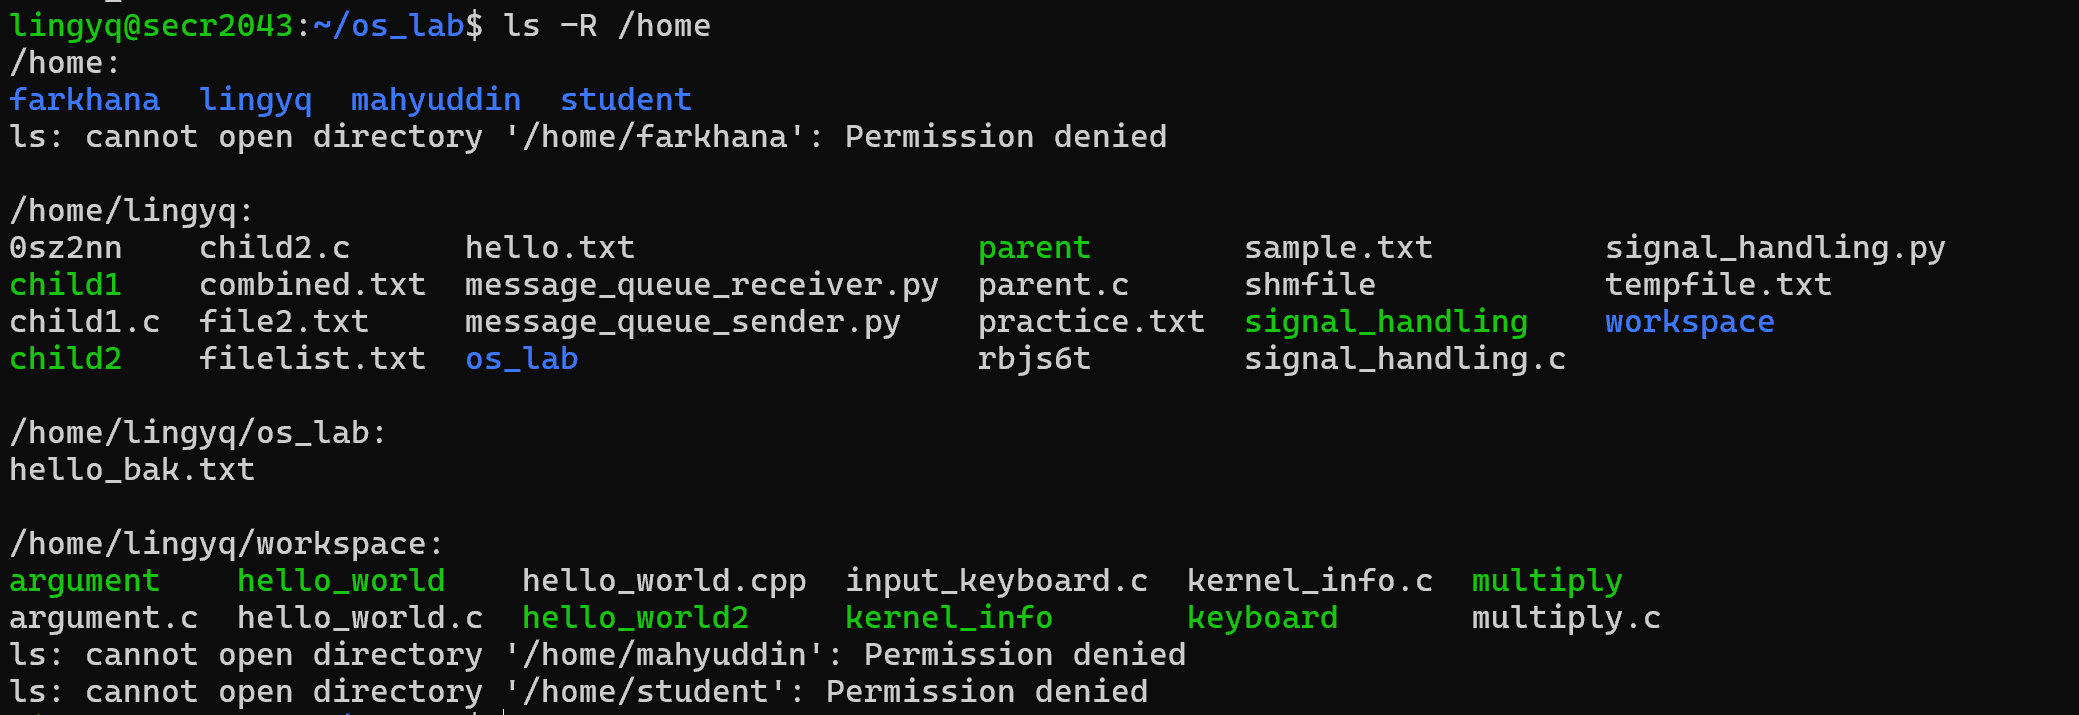 lingyq@secr2043:~/os_lab$ ls -R /home
/home:
farkhana  lingyq  mahyuddin  student
ls: cannot open directory '/home/farkhana': Permission denied

/home/lingyq:
0sz2nn    child2.c      hello.txt                  parent        sample.txt         signal_handling.py
child1    combined.txt  message_queue_receiver.py  parent.c      shmfile            tempfile.txt
child1.c  file2.txt     message_queue_sender.py    practice.txt  signal_handling    workspace
child2    filelist.txt  os_lab                     rbjs6t        signal_handling.c

/home/lingyq/os_lab:
hello_bak.txt

/home/lingyq/workspace:
argument    hello_world    hello_world.cpp  input_keyboard.c  kernel_info.c  multiply
argument.c  hello_world.c  hello_world2     kernel_info       keyboard       multiply.c
ls: cannot open directory '/home/mahyuddin': Permission denied
ls: cannot open directory '/home/student': Permission denied